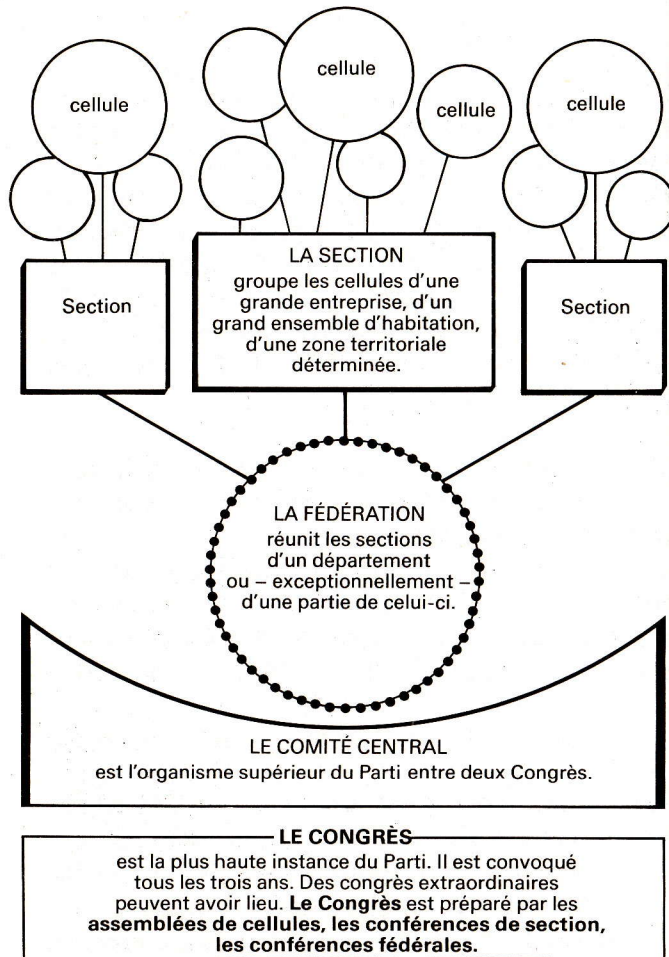 cellule
cellule
cellule
cellule
Section
LA SECTION
groupe les cellules d'une
grande entreprise, d'un
grand ensemble d'habitation,
d'une zone territoriale
déterminée.
Section
LA FÉDÉRATION
réunit les sections
d'un département
ou – exceptionnellement –
d'une partie de celui-ci.
LE COMITÉ CENTRAL
est l'organisme supérieur du Parti entre deux Congrès.
LE CONGRÈS
est la plus haute instance du Parti. Il est convoqué
tous les trois ans. Des congrès extraordinaires
peuvent avoir lieu. Le Congrès est préparé par les
assemblées de cellules, les conférences de section,
les conférences fédérales.